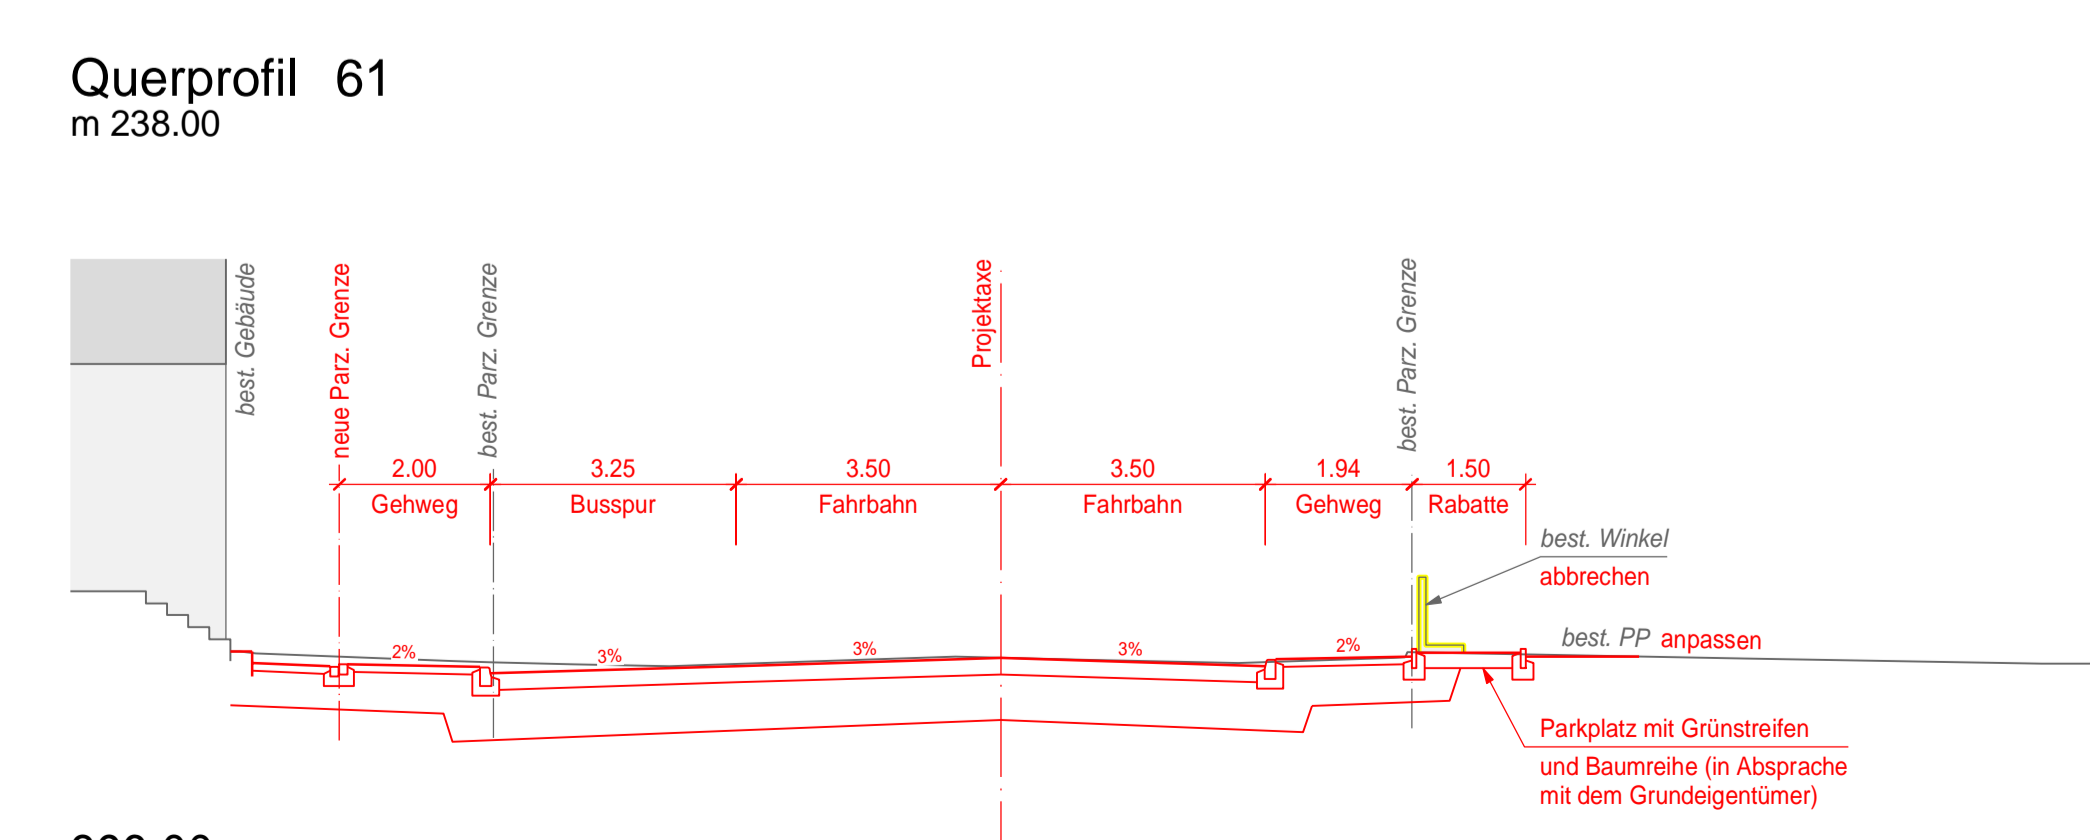 Querprofil 61
m 238.00
best. Gebäude
neue Parz. Grenze
best. Parz. Grenze
Projektaxe
best. Parz. Grenze
2.00 3.25 3.50 3.50 1.94 1.50
Gehweg Busspur Fahrbahn Fahrbahn Gehweg Rabatte
best. Winkel
abbrechen
best. PP anpassen
2% 3% 3% 3% 2%
Parkplatz mit Grünstreifen
und Baumreihe (in Absprache
mit dem Grundeigentümer)